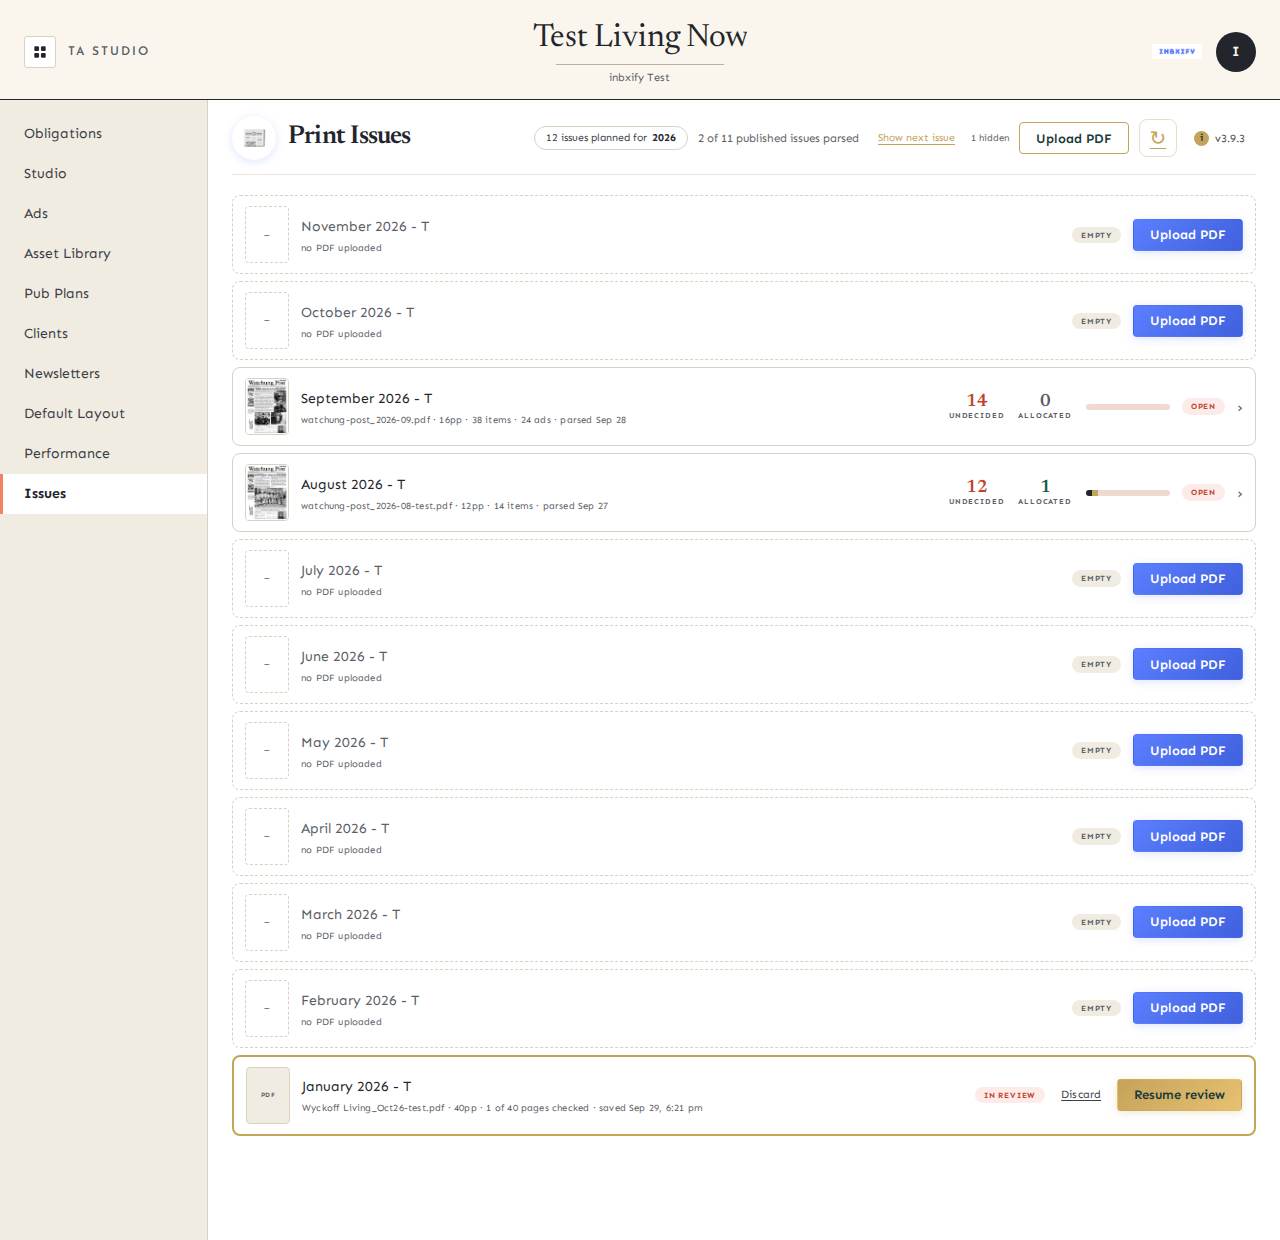 TA STUDIO
Test Living Now
inbxify Test
INBXIFY
I
Obligations
Studio
Ads
Asset Library
Pub Plans
Clients
Newsletters
Default Layout
Performance
Issues
Print Issues
12 issues planned for 2026
2 of 11 published issues parsed
Show next issue
1 hidden
Upload PDF
↻
i v3.9.3
– November 2026 - T
no PDF uploaded
EMPTY
Upload PDF
– October 2026 - T
no PDF uploaded
EMPTY
Upload PDF
Watchung Post
September 2026 - T
watchung-post_2026-09.pdf · 16pp · 38 items · 24 ads · parsed Sep 28
14 UNDECIDED
0 ALLOCATED
OPEN ›
Watchung Post
August 2026 - T
watchung-post_2026-08-test.pdf · 12pp · 14 items · parsed Sep 27
12 UNDECIDED
1 ALLOCATED
OPEN ›
– July 2026 - T
no PDF uploaded
EMPTY
Upload PDF
– June 2026 - T
no PDF uploaded
EMPTY
Upload PDF
– May 2026 - T
no PDF uploaded
EMPTY
Upload PDF
– April 2026 - T
no PDF uploaded
EMPTY
Upload PDF
– March 2026 - T
no PDF uploaded
EMPTY
Upload PDF
– February 2026 - T
no PDF uploaded
EMPTY
Upload PDF
PDF
January 2026 - T
Wyckoff Living_Oct26-test.pdf · 40pp · 1 of 40 pages checked · saved Sep 29, 6:21 pm
IN REVIEW
Discard
Resume review